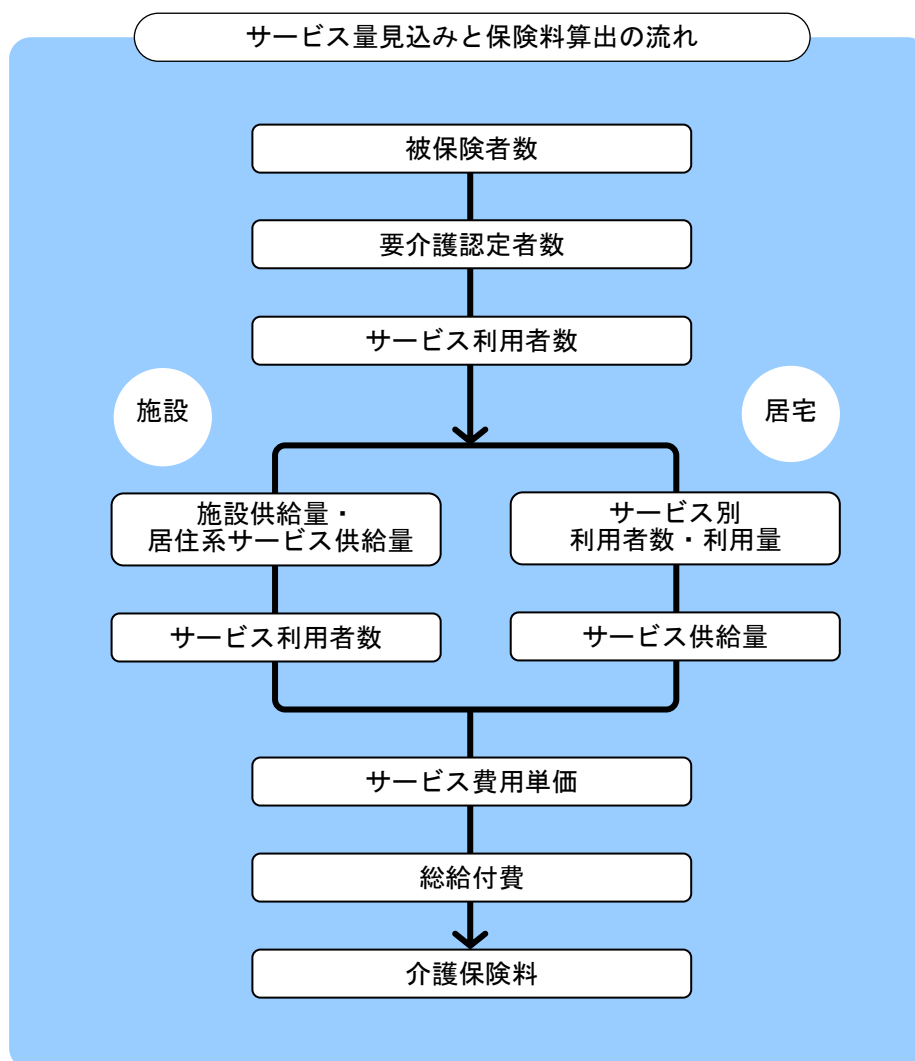 サービス量見込みと保険料算出の流れ
被保険者数
要介護認定者数
サービス利用者数
施設
居宅
施設供給量・
居住系サービス供給量
サービス別
利用者数・利用量
サービス利用者数
サービス供給量
サービス費用単価
総給付費
介護保険料